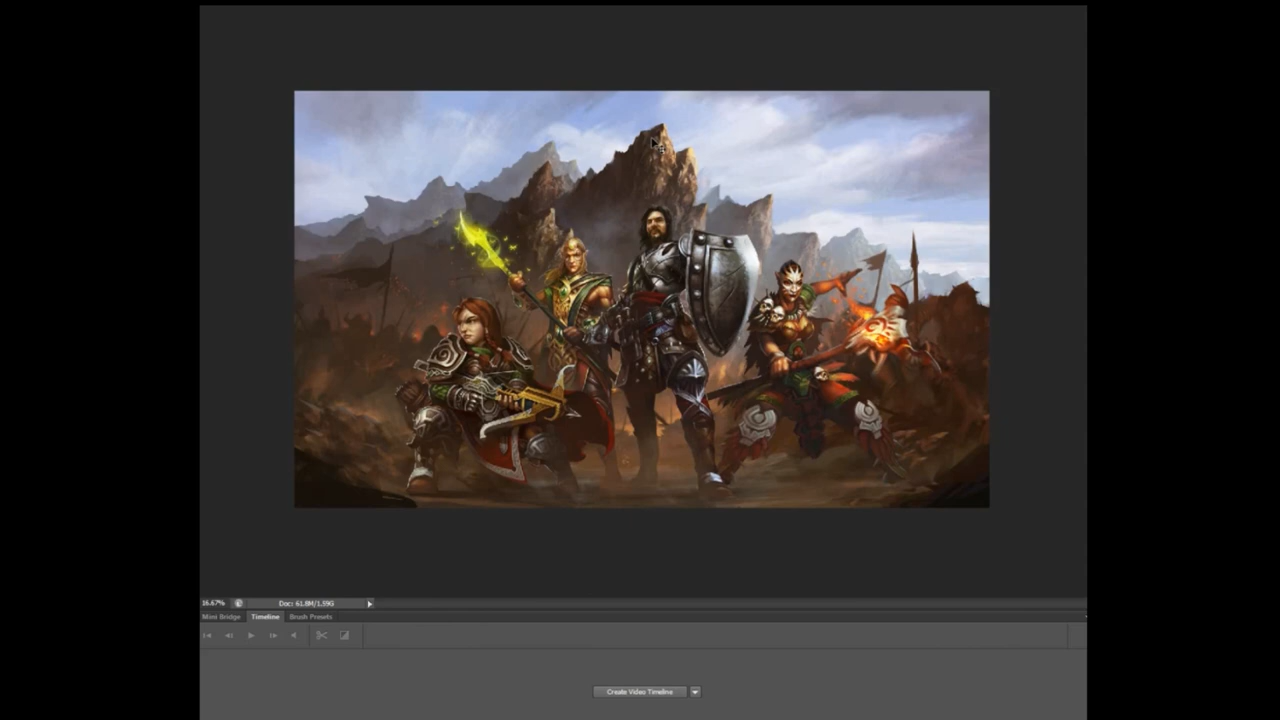 16.67%
Doc: 61.8M/1.59G
Mini Bridge
Timeline
Brush Presets
Create Video Timeline